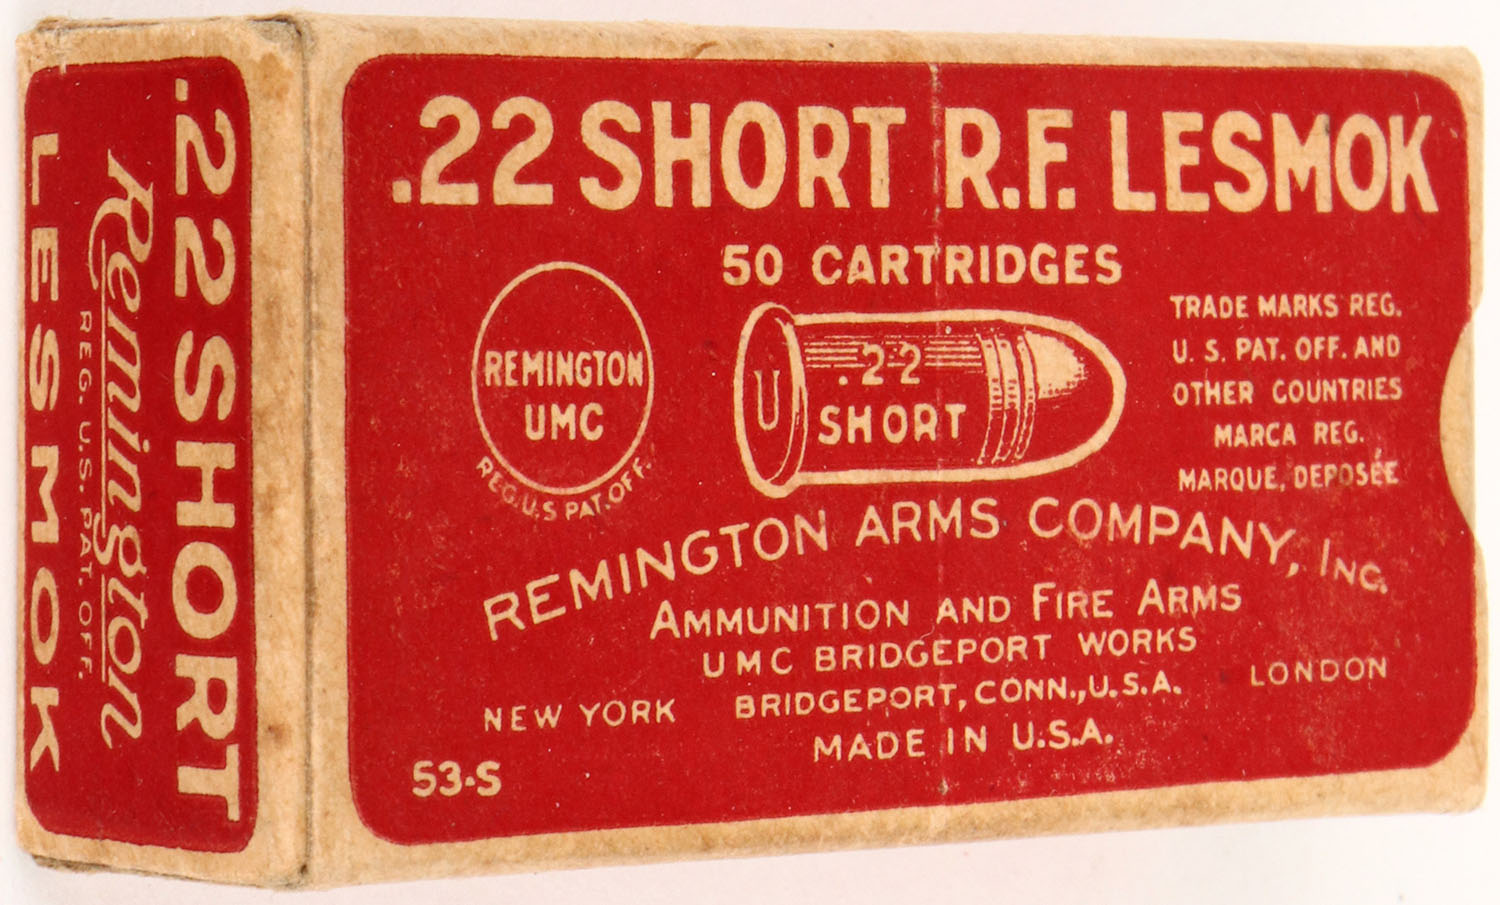 .22 SHORT
Remington
REG. U.S. PAT. OFF.
LESMOK
.22 SHORT R.F. LESMOK
50 CARTRIDGES
REMINGTON
UMC
REG. U.S PAT. OFF.
U
.22
SHORT
TRADE MARKS REG.
U. S. PAT. OFF. AND
OTHER COUNTRIES
MARCA REG.
MARQUE, DEPOSÉE
REMINGTON ARMS COMPANY, INC.
AMMUNITION AND FIRE ARMS
UMC BRIDGEPORT WORKS
NEW YORK BRIDGEPORT, CONN., U.S.A. LONDON
MADE IN U.S.A.
53-S